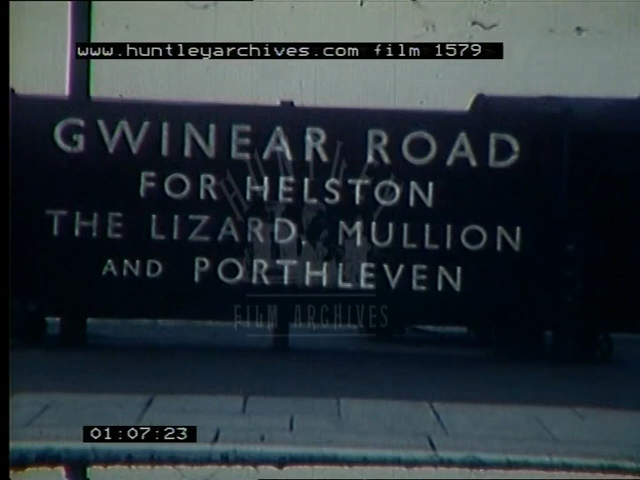 www.huntleyarchives.com film 1579
GWINEAR ROAD
FOR HELSTON
THE LIZARD, MULLION
AND PORTHLEVEN
HUNTLEY
FILM ARCHIVES
01:07:23